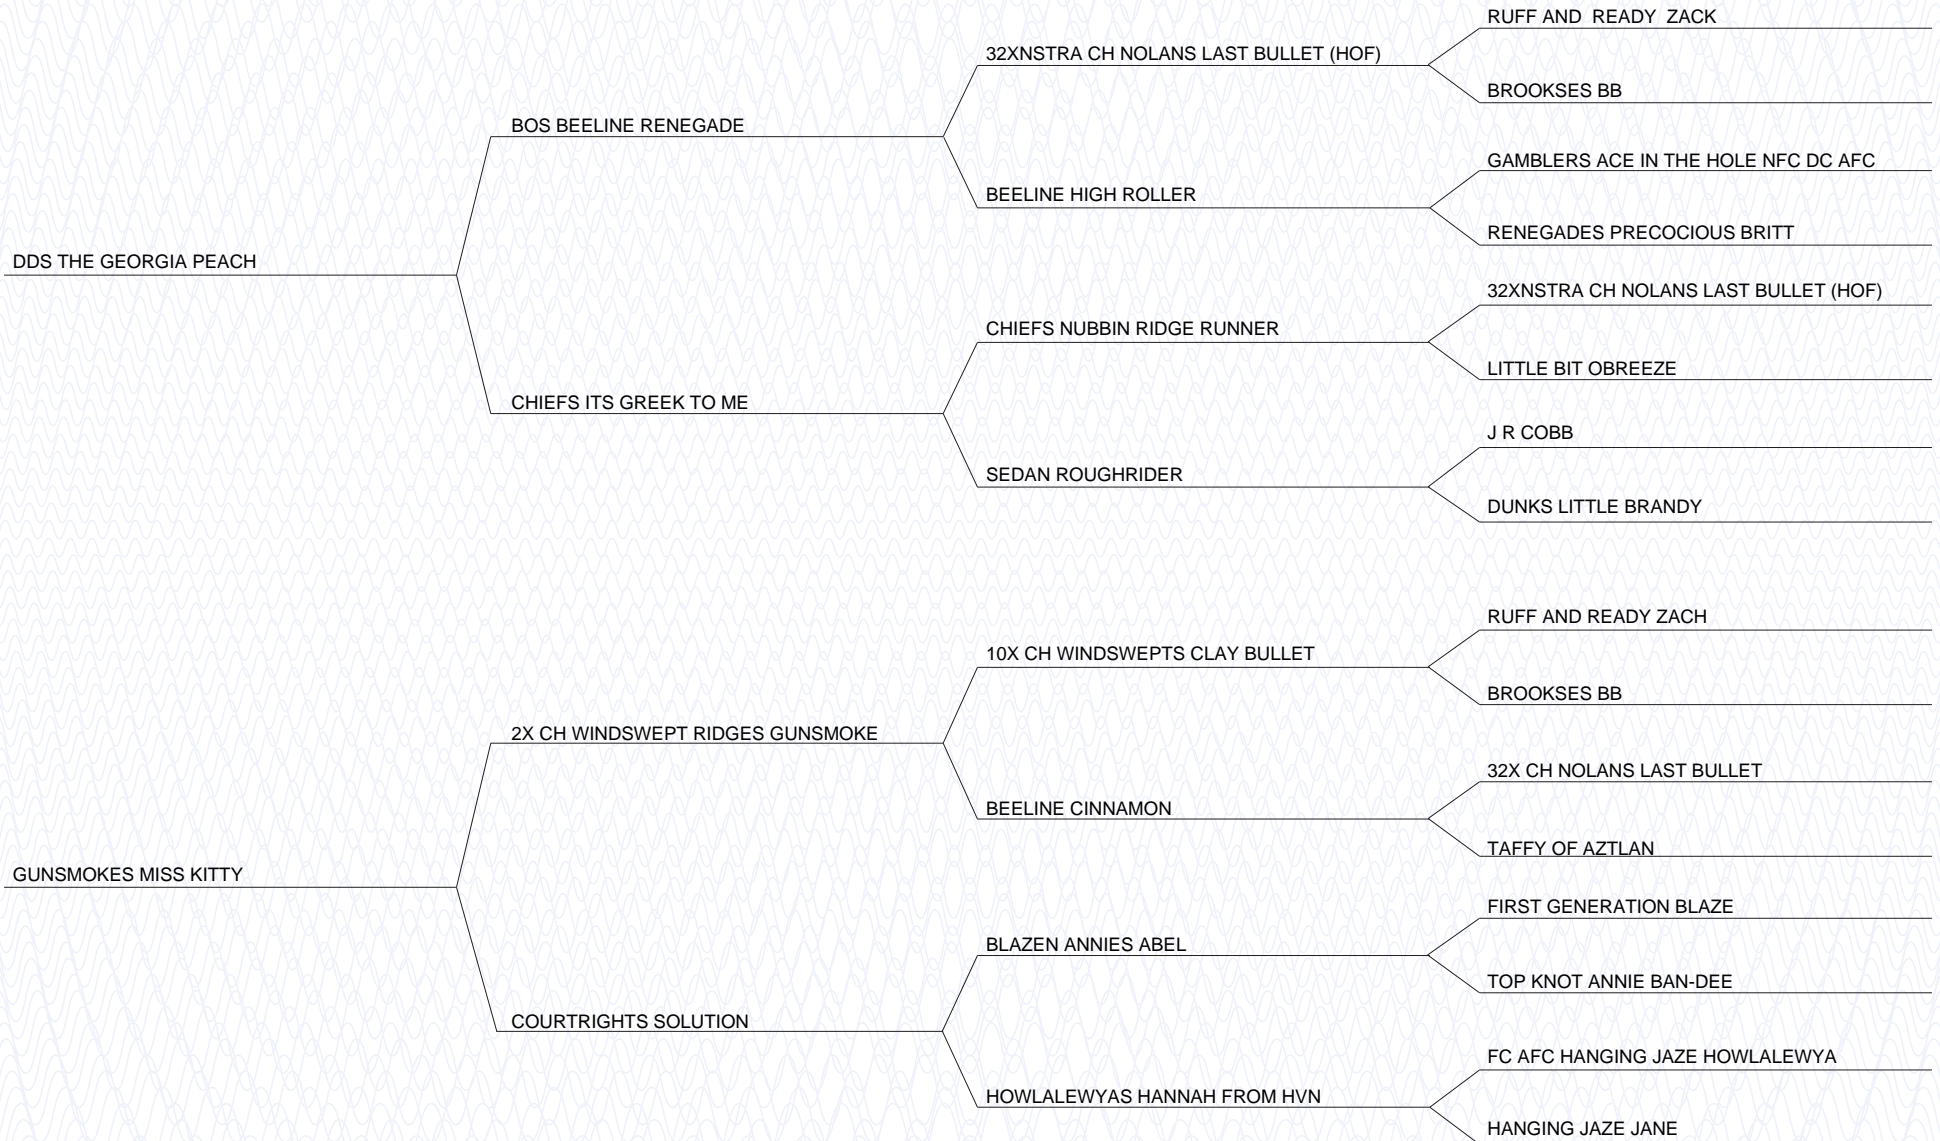 RUFF AND  READY  ZACK
32XNSTRA CH NOLANS LAST BULLET (HOF)
BROOKSES BB
BOS BEELINE RENEGADE
GAMBLERS ACE IN THE HOLE NFC DC AFC
BEELINE HIGH ROLLER
RENEGADES PRECOCIOUS BRITT
DDS THE GEORGIA PEACH
32XNSTRA CH NOLANS LAST BULLET (HOF)
CHIEFS NUBBIN RIDGE RUNNER
LITTLE BIT OBREEZE
CHIEFS ITS GREEK TO ME
J R COBB
SEDAN ROUGHRIDER
DUNKS LITTLE BRANDY
RUFF AND READY ZACH
10X CH WINDSWEPTS CLAY BULLET
BROOKSES BB
2X CH WINDSWEPT RIDGES GUNSMOKE
32X CH NOLANS LAST BULLET
BEELINE CINNAMON
TAFFY OF AZTLAN
GUNSMOKES MISS KITTY
FIRST GENERATION BLAZE
BLAZEN ANNIES ABEL
TOP KNOT ANNIE BAN-DEE
COURTRIGHTS SOLUTION
FC AFC HANGING JAZE HOWLALEWYA
HOWLALEWYAS HANNAH FROM HVN
HANGING JAZE JANE